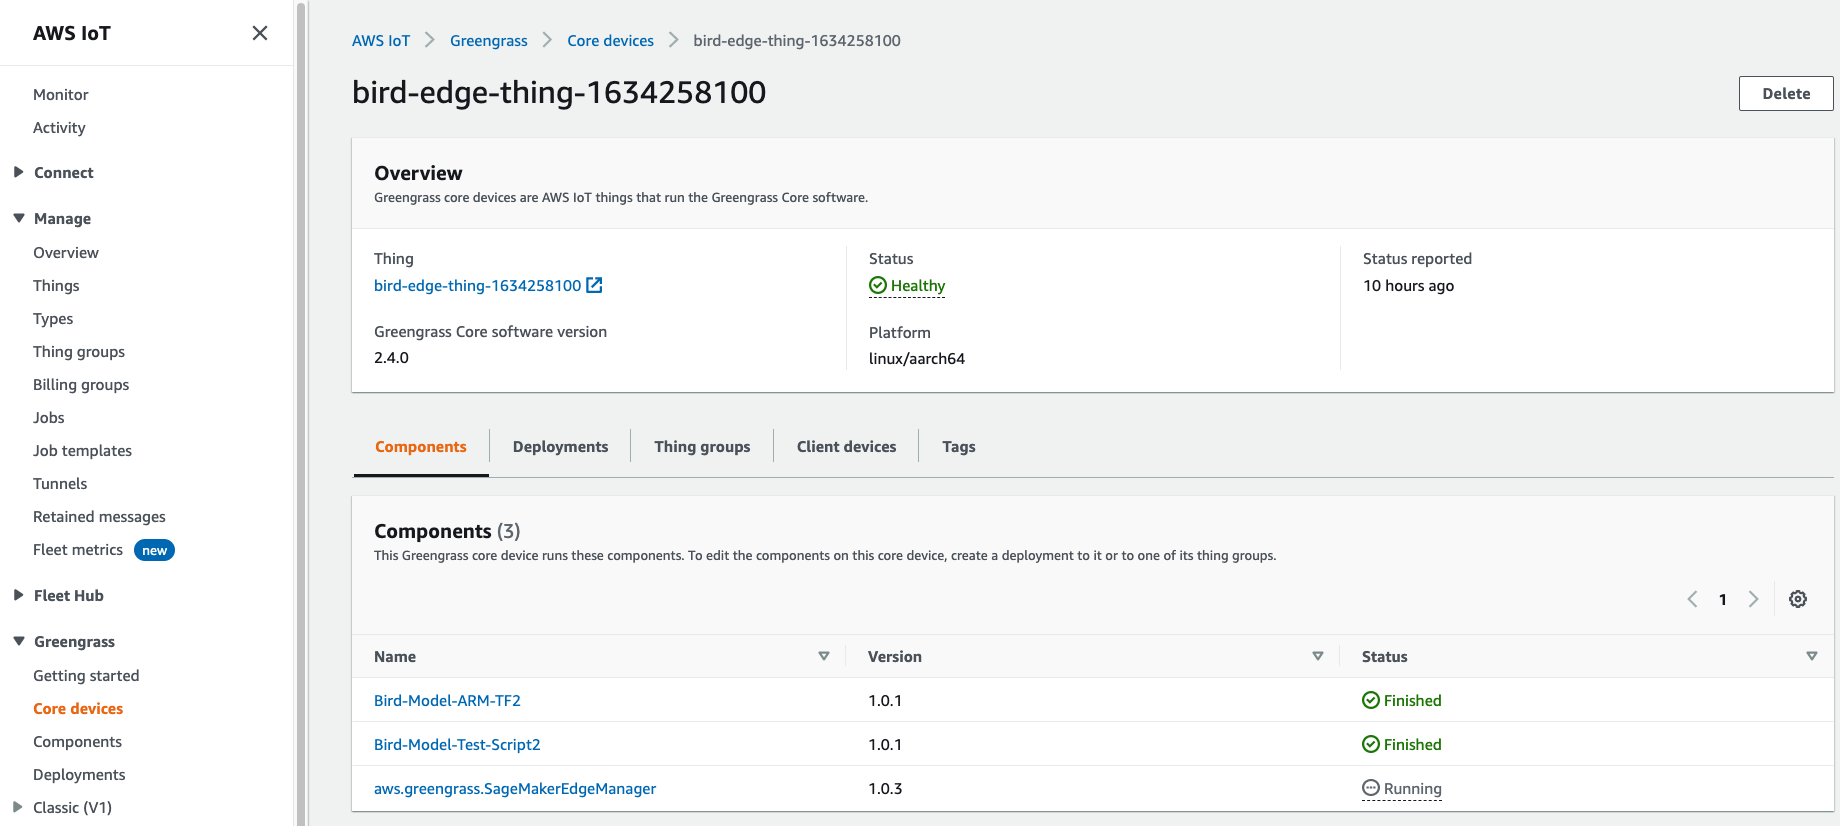 AWS IoT
Monitor
Activity
Connect
Manage
Overview
Things
Types
Thing groups
Billing groups
Jobs
Job templates
Tunnels
Retained messages
Fleet metrics new
Fleet Hub
Greengrass
Getting started
Core devices
Components
Deployments
Classic (V1)
AWS IoT Greengrass Core devices bird-edge-thing-1634258100
bird-edge-thing-1634258100
Delete
Overview
Greengrass core devices are AWS IoT things that run the Greengrass Core software.
Thing
bird-edge-thing-1634258100
Greengrass Core software version
2.4.0
Status
Healthy
Platform
linux/aarch64
Status reported
10 hours ago
Components Deployments Thing groups Client devices Tags
Components (3)
This Greengrass core device runs these components. To edit the components on this core device, create a deployment to it or to one of its thing groups.
1
Name Version Status
Bird-Model-ARM-TF2 1.0.1 Finished
Bird-Model-Test-Script2 1.0.1 Finished
aws.greengrass.SageMakerEdgeManager 1.0.3 Running